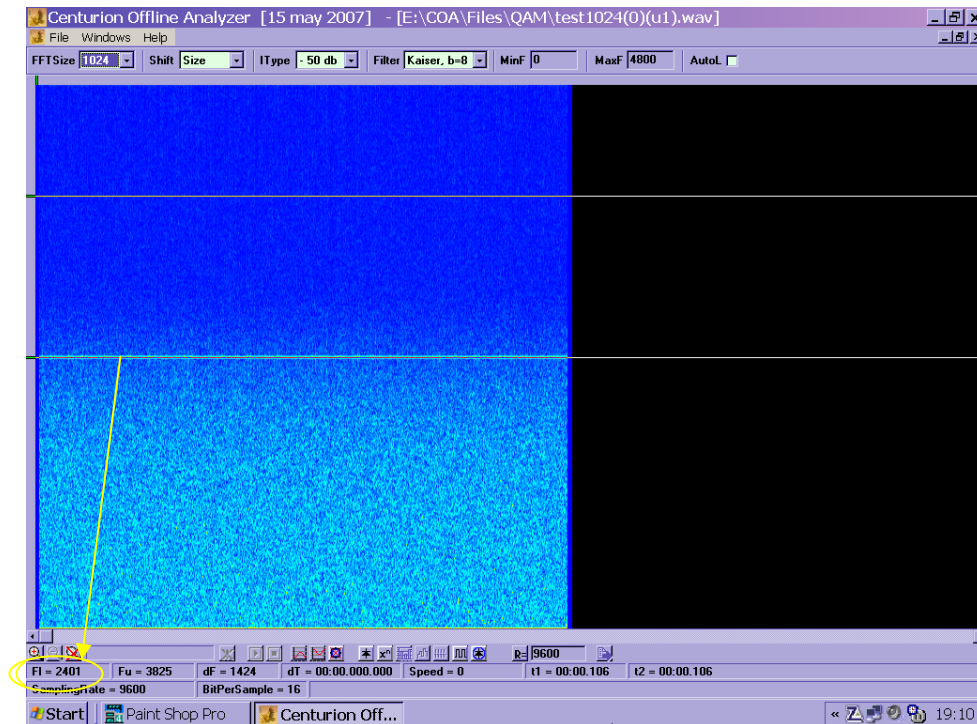 Centurion Offline Analyzer [15 may 2007] - [E:\COA\Files\QAM\test1024(0)(u1).wav]
File Windows Help
FFTSize 1024 Shift Size IType - 50 db Filter Kaiser, b=8 MinF 0 MaxF 4800 AutoL
R= 9600
Fl = 2401 Fu = 3825 dF = 1424 dT = 00:00.000.000 Speed = 0 t1 = 00:00.106 t2 = 00:00.106
SamplingRate = 9600 BitPerSample = 16
Start Paint Shop Pro Centurion Off... « 19:10